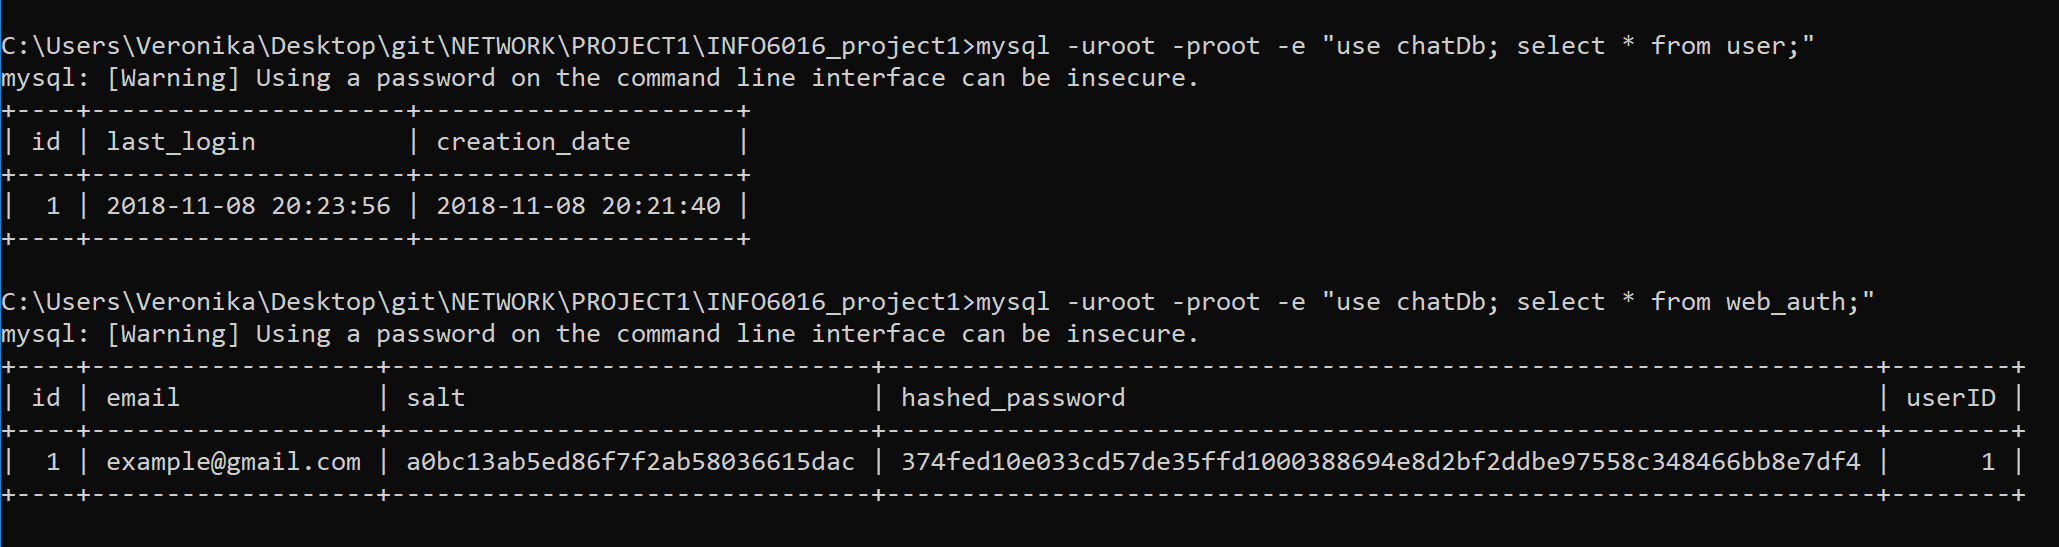 C:\Users\Veronika\Desktop\git\NETWORK\PROJECT1\INFO6016_project1>mysql -uroot -proot -e "use chatDb; select * from user;"
mysql: [Warning] Using a password on the command line interface can be insecure.
+----+---------------------+---------------------+
| id | last_login          | creation_date       |
+----+---------------------+---------------------+
|  1 | 2018-11-08 20:23:56 | 2018-11-08 20:21:40 |
+----+---------------------+---------------------+
C:\Users\Veronika\Desktop\git\NETWORK\PROJECT1\INFO6016_project1>mysql -uroot -proot -e "use chatDb; select * from web_auth;"
mysql: [Warning] Using a password on the command line interface can be insecure.
+----+-------------------+--------------------------------+------------------------------------------------------------------+--------+
| id | email             | salt                           | hashed_password                                                  | userID |
+----+-------------------+--------------------------------+------------------------------------------------------------------+--------+
|  1 | example@gmail.com | a0bc13ab5ed86f7f2ab58036615dac | 374fed10e033cd57de35ffd1000388694e8d2bf2ddbe97558c348466bb8e7df4 |      1 |
+----+-------------------+--------------------------------+------------------------------------------------------------------+--------+